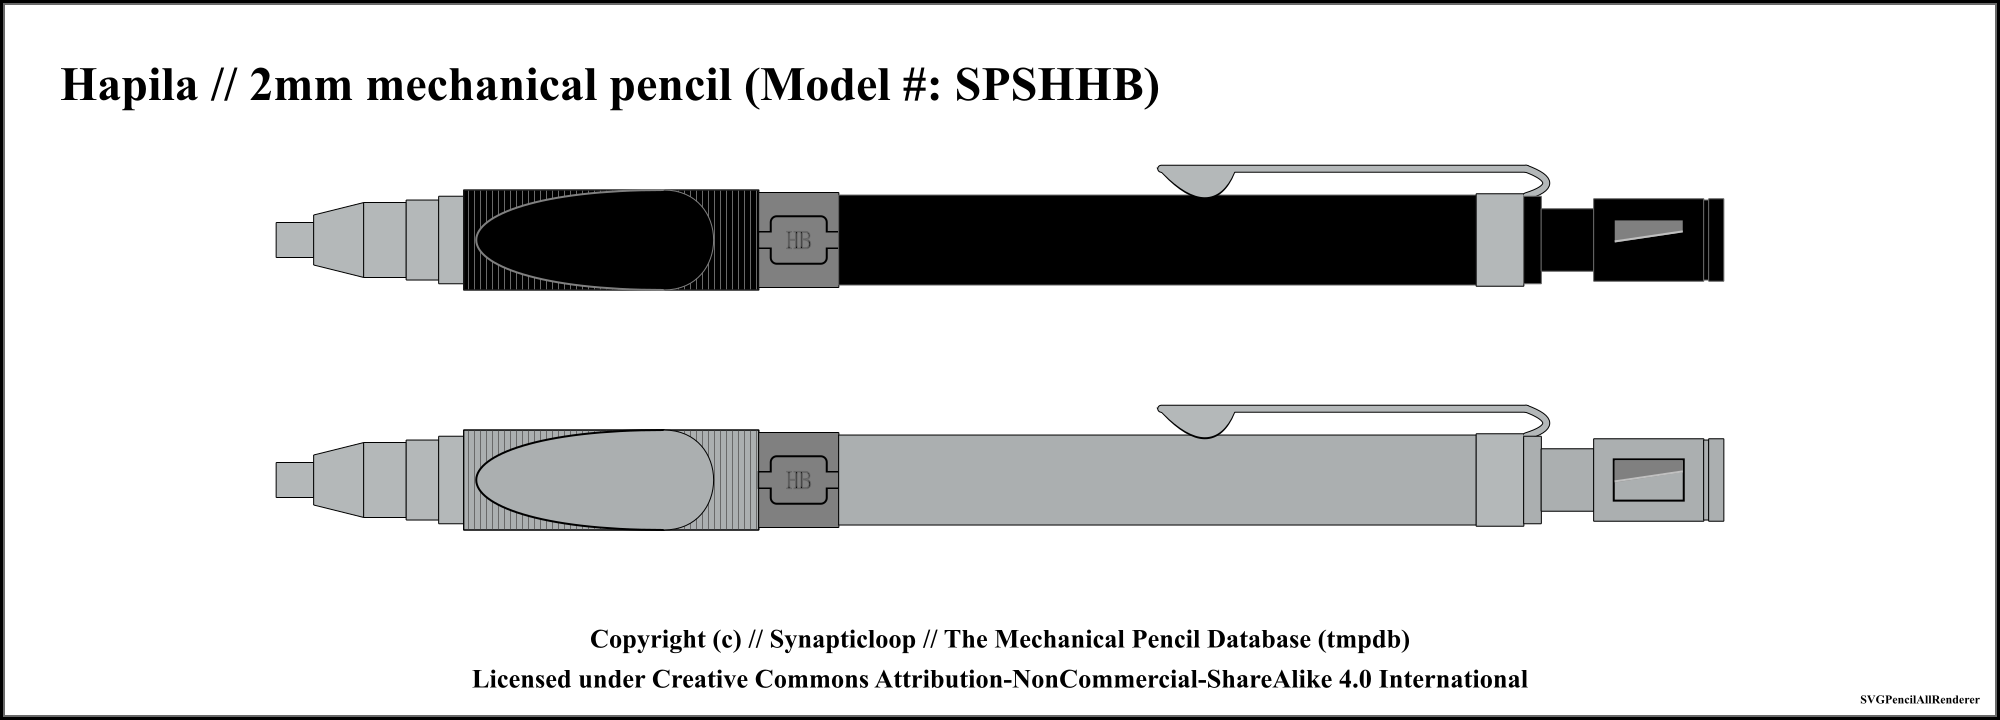 Hapila // 2mm mechanical pencil (Model #: SPSHHB)
HB
HB
Copyright (c) // Synapticloop // The Mechanical Pencil Database (tmpdb)
Licensed under Creative Commons Attribution-NonCommercial-ShareAlike 4.0 International
SVGPencilAllRenderer